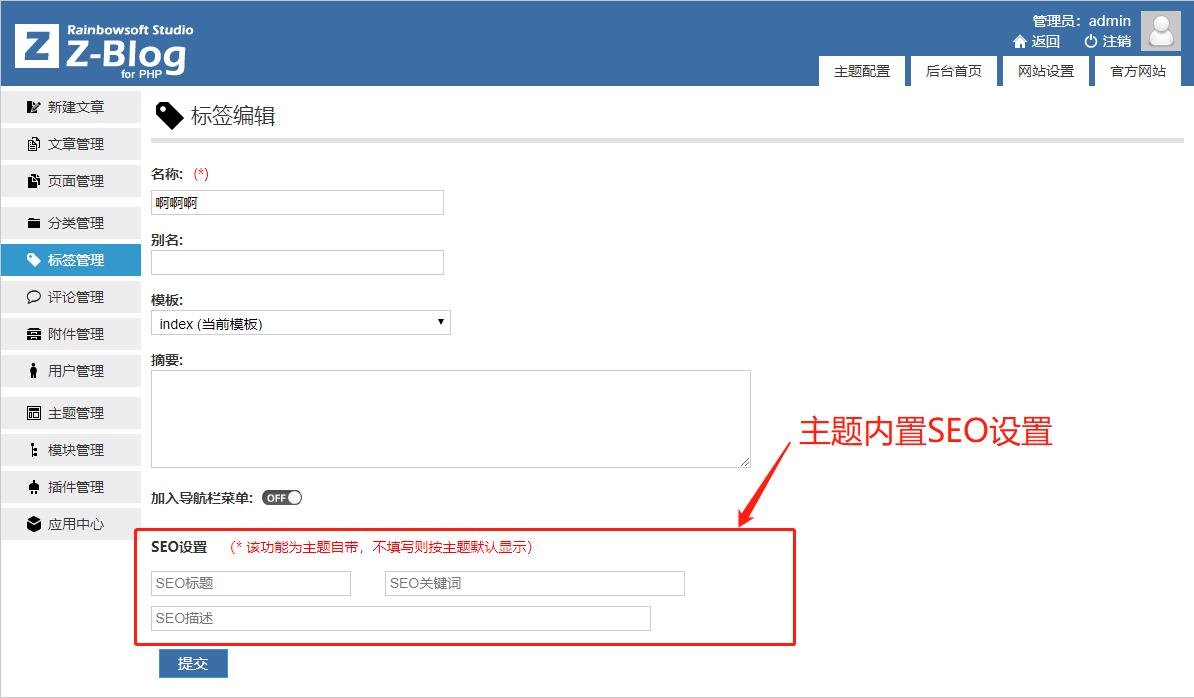 Rainbowsoft Studio
Z Z-Blog
for PHP
管理员：admin
返回 注销
主题配置 后台首页 网站设置 官方网站
新建文章
文章管理
页面管理
分类管理
标签管理
评论管理
附件管理
用户管理
主题管理
模块管理
插件管理
应用中心
标签编辑
名称: (*)
啊啊啊
别名:
模板:
index (当前模板)
摘要:
主题内置SEO设置
加入导航栏菜单: OFF
SEO设置 (* 该功能为主题自带，不填写则按主题默认显示)
SEO标题 SEO关键词
SEO描述
提交